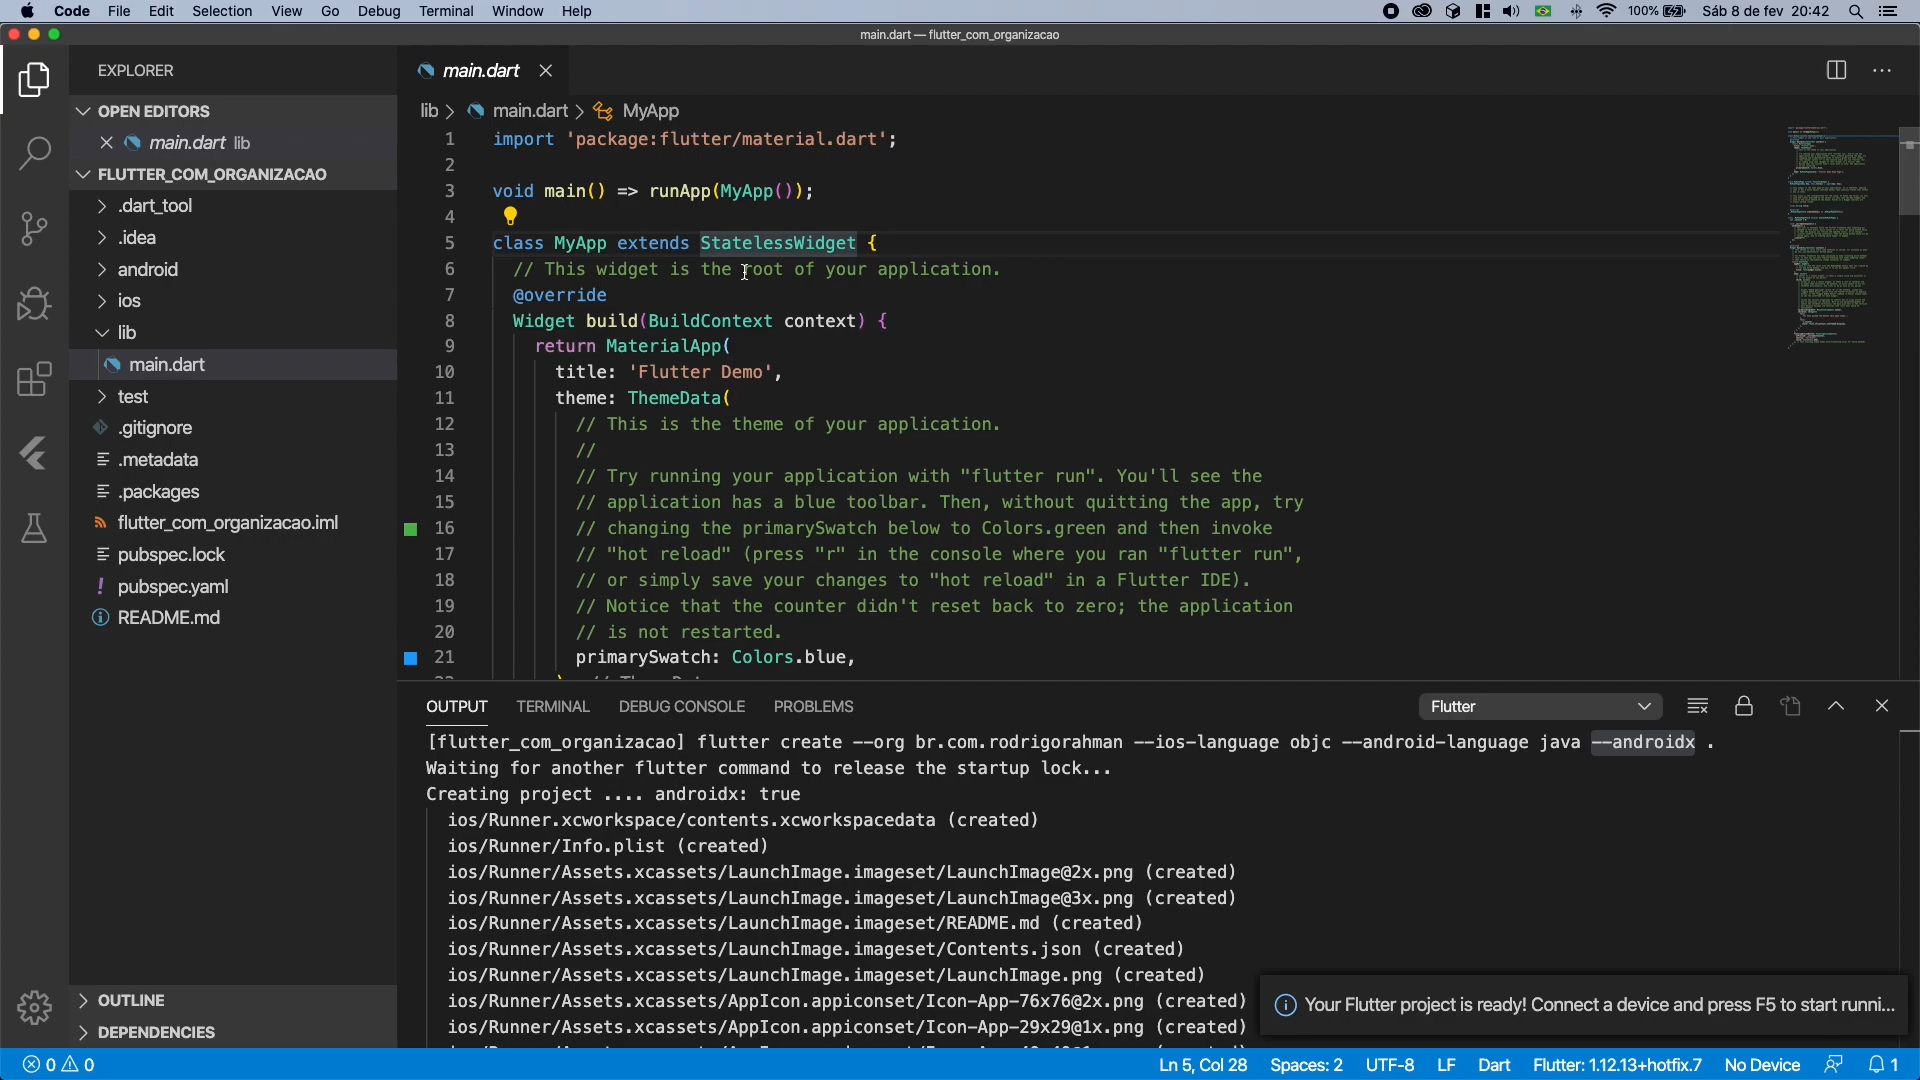 Code File Edit Selection View Go Debug Terminal Window Help
100% Sáb 8 de fev 20:42
main.dart — flutter_com_organizacao
EXPLORER
OPEN EDITORS
main.dart lib
FLUTTER_COM_ORGANIZACAO
.dart_tool
.idea
android
ios
lib
main.dart
test
.gitignore
.metadata
.packages
flutter_com_organizacao.iml
pubspec.lock
pubspec.yaml
README.md
OUTLINE
DEPENDENCIES
main.dart
lib > main.dart > MyApp
1 import 'package:flutter/material.dart';
2
3 void main() => runApp(MyApp());
4
5 class MyApp extends StatelessWidget {
6 // This widget is the root of your application.
7 @override
8 Widget build(BuildContext context) {
9 return MaterialApp(
10 title: 'Flutter Demo',
11 theme: ThemeData(
12 // This is the theme of your application.
13 //
14 // Try running your application with "flutter run". You'll see the
15 // application has a blue toolbar. Then, without quitting the app, try
16 // changing the primarySwatch below to Colors.green and then invoke
17 // "hot reload" (press "r" in the console where you ran "flutter run",
18 // or simply save your changes to "hot reload" in a Flutter IDE).
19 // Notice that the counter didn't reset back to zero; the application
20 // is not restarted.
21 primarySwatch: Colors.blue,
OUTPUT TERMINAL DEBUG CONSOLE PROBLEMS Flutter
[flutter_com_organizacao] flutter create --org br.com.rodrigorahman --ios-language objc --android-language java --androidx .
Waiting for another flutter command to release the startup lock...
Creating project .... androidx: true
ios/Runner.xcworkspace/contents.xcworkspacedata (created)
ios/Runner/Info.plist (created)
ios/Runner/Assets.xcassets/LaunchImage.imageset/LaunchImage@2x.png (created)
ios/Runner/Assets.xcassets/LaunchImage.imageset/LaunchImage@3x.png (created)
ios/Runner/Assets.xcassets/LaunchImage.imageset/README.md (created)
ios/Runner/Assets.xcassets/LaunchImage.imageset/Contents.json (created)
ios/Runner/Assets.xcassets/LaunchImage.imageset/LaunchImage.png (created)
ios/Runner/Assets.xcassets/AppIcon.appiconset/Icon-App-76x76@2x.png (created)
ios/Runner/Assets.xcassets/AppIcon.appiconset/Icon-App-29x29@1x.png (created)
Your Flutter project is ready! Connect a device and press F5 to start runni...
0 0
Ln 5, Col 28 Spaces: 2 UTF-8 LF Dart Flutter: 1.12.13+hotfix.7 No Device 1